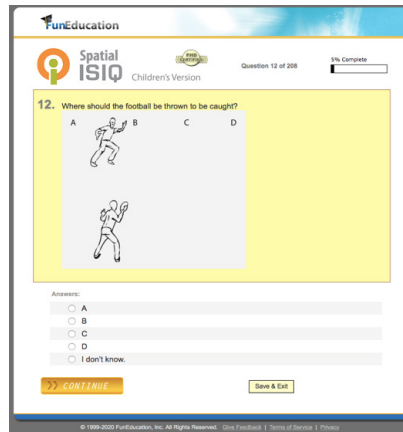 FunEducation
Spatial
ISIQ Children's Version
PHD
CERTIFIED
Question 12 of 208
5% Complete
12. Where should the football be thrown to be caught?
A B C D
Answers:
A
B
C
D
I don't know.
CONTINUE
Save & Exit
© 1999-2020 FunEducation, Inc. All Rights Reserved. Give Feedback | Terms of Service | Privacy